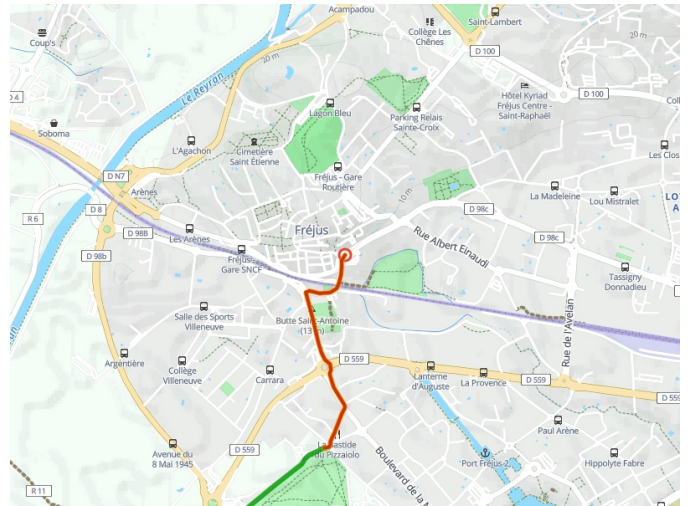 Acampadou
Coup's
Collège Les
Chênes
Saint-Lambert
D 100
20 m
20 m
Le Reyran
D 4
Hôtel Kyriad
Fréjus Centre -
Saint-Raphaël
D 100
Lagon Bleu
Parking Relais
Sainte-Croix
Soboma
L'Agachon
Cimetière
Saint Étienne
Les Clos
Fréjus - Gare
Routière
D N7
Arènes
10 m
La Madeleine
Lou Mistralet
R 6
D 8
D 98B
Les Arènes
Fréjus
D 98c
Rue Albert Einaudi
D 98c
D 98b
Fréjus-
Gare SNCF
Tassigny
Donnadieu
Salle des Sports
Villeneuve
Butte Saint-Antoine
Rue de l'Avelan
Argentière
Collège
Villeneuve
Carrara
D 559
Lanterne
d'Auguste
La Provence
D 559
D 559
Avenue du
8 Mai 1945
D 559
La Bastide
du Pizzaiolo
Paul Arène
Port Fréjus 2
Hippolyte Fabre
R 11
Boulevard de la